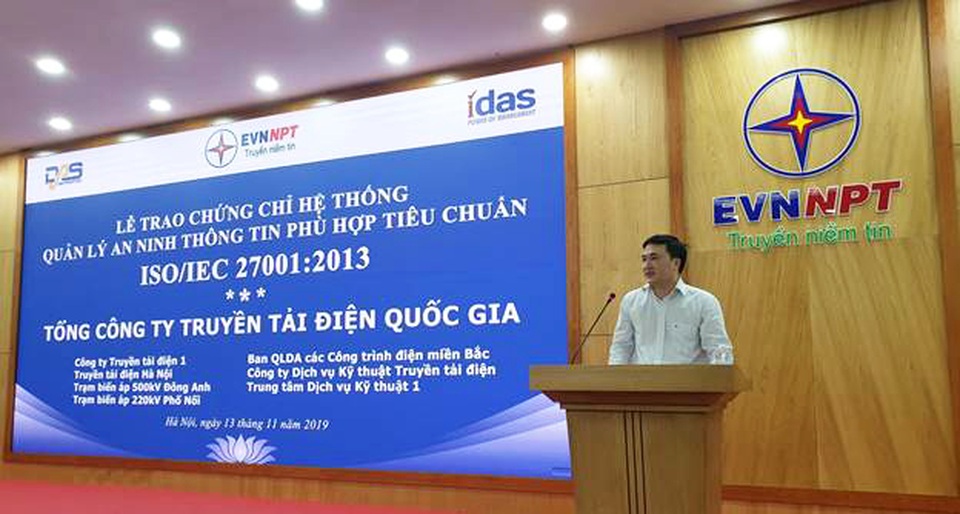 DAS
EVNNPT
Truyền niềm tin
idas
POWER OF MANAGEMENT
LỄ TRAO CHỨNG CHỈ HỆ THỐNG
QUẢN LÝ AN NINH THÔNG TIN PHÙ HỢP TIÊU CHUẨN
ISO/IEC 27001:2013
***
TỔNG CÔNG TY TRUYỀN TẢI ĐIỆN QUỐC GIA
Công ty Truyền tải điện 1
Truyền tải điện Hà Nội
Trạm biến áp 500kV Đông Anh
Trạm biến áp 220kV Phố Nối
Ban QLDA các Công trình điện miền Bắc
Công ty Dịch vụ Kỹ thuật Truyền tải điện
Trung tâm Dịch vụ Kỹ thuật 1
Hà Nội, ngày 13 tháng 11 năm 2019
EVNNPT
Truyền niềm tin